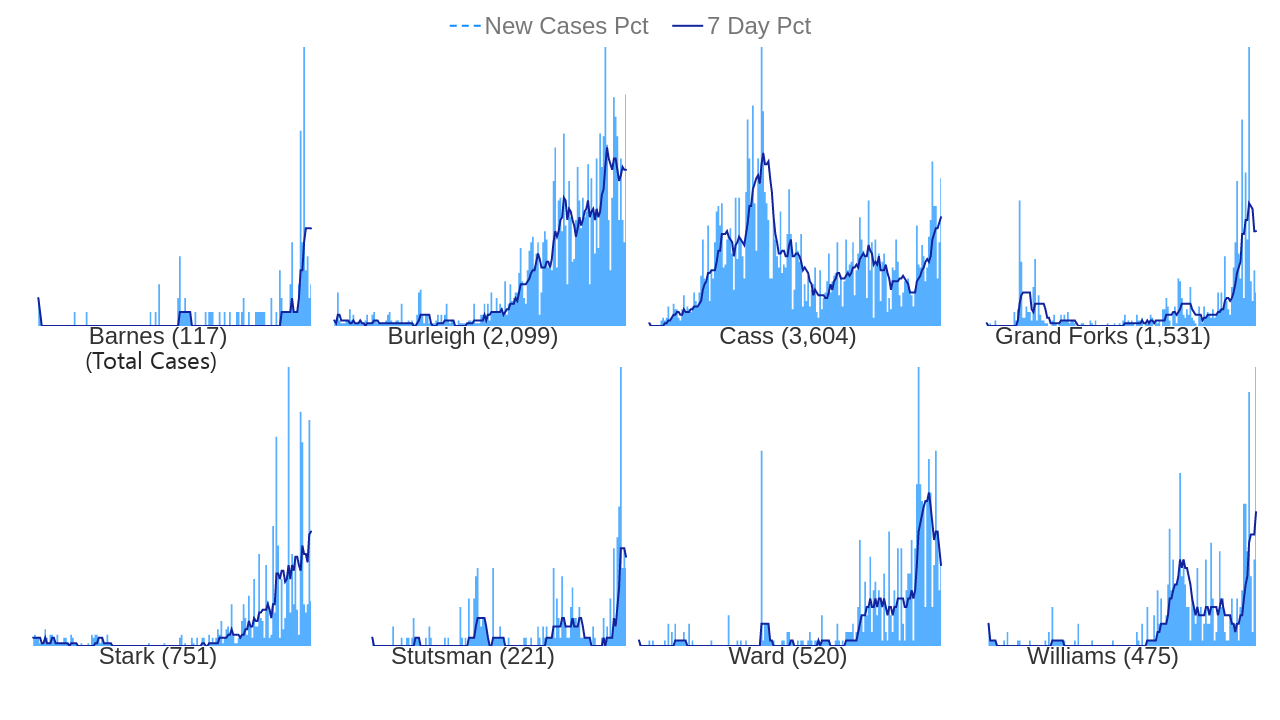 New Cases Pct 7 Day Pct
Barnes (117)
(Total Cases)
Burleigh (2,099)
Cass (3,604)
Grand Forks (1,531)
Stark (751)
Stutsman (221)
Ward (520)
Williams (475)